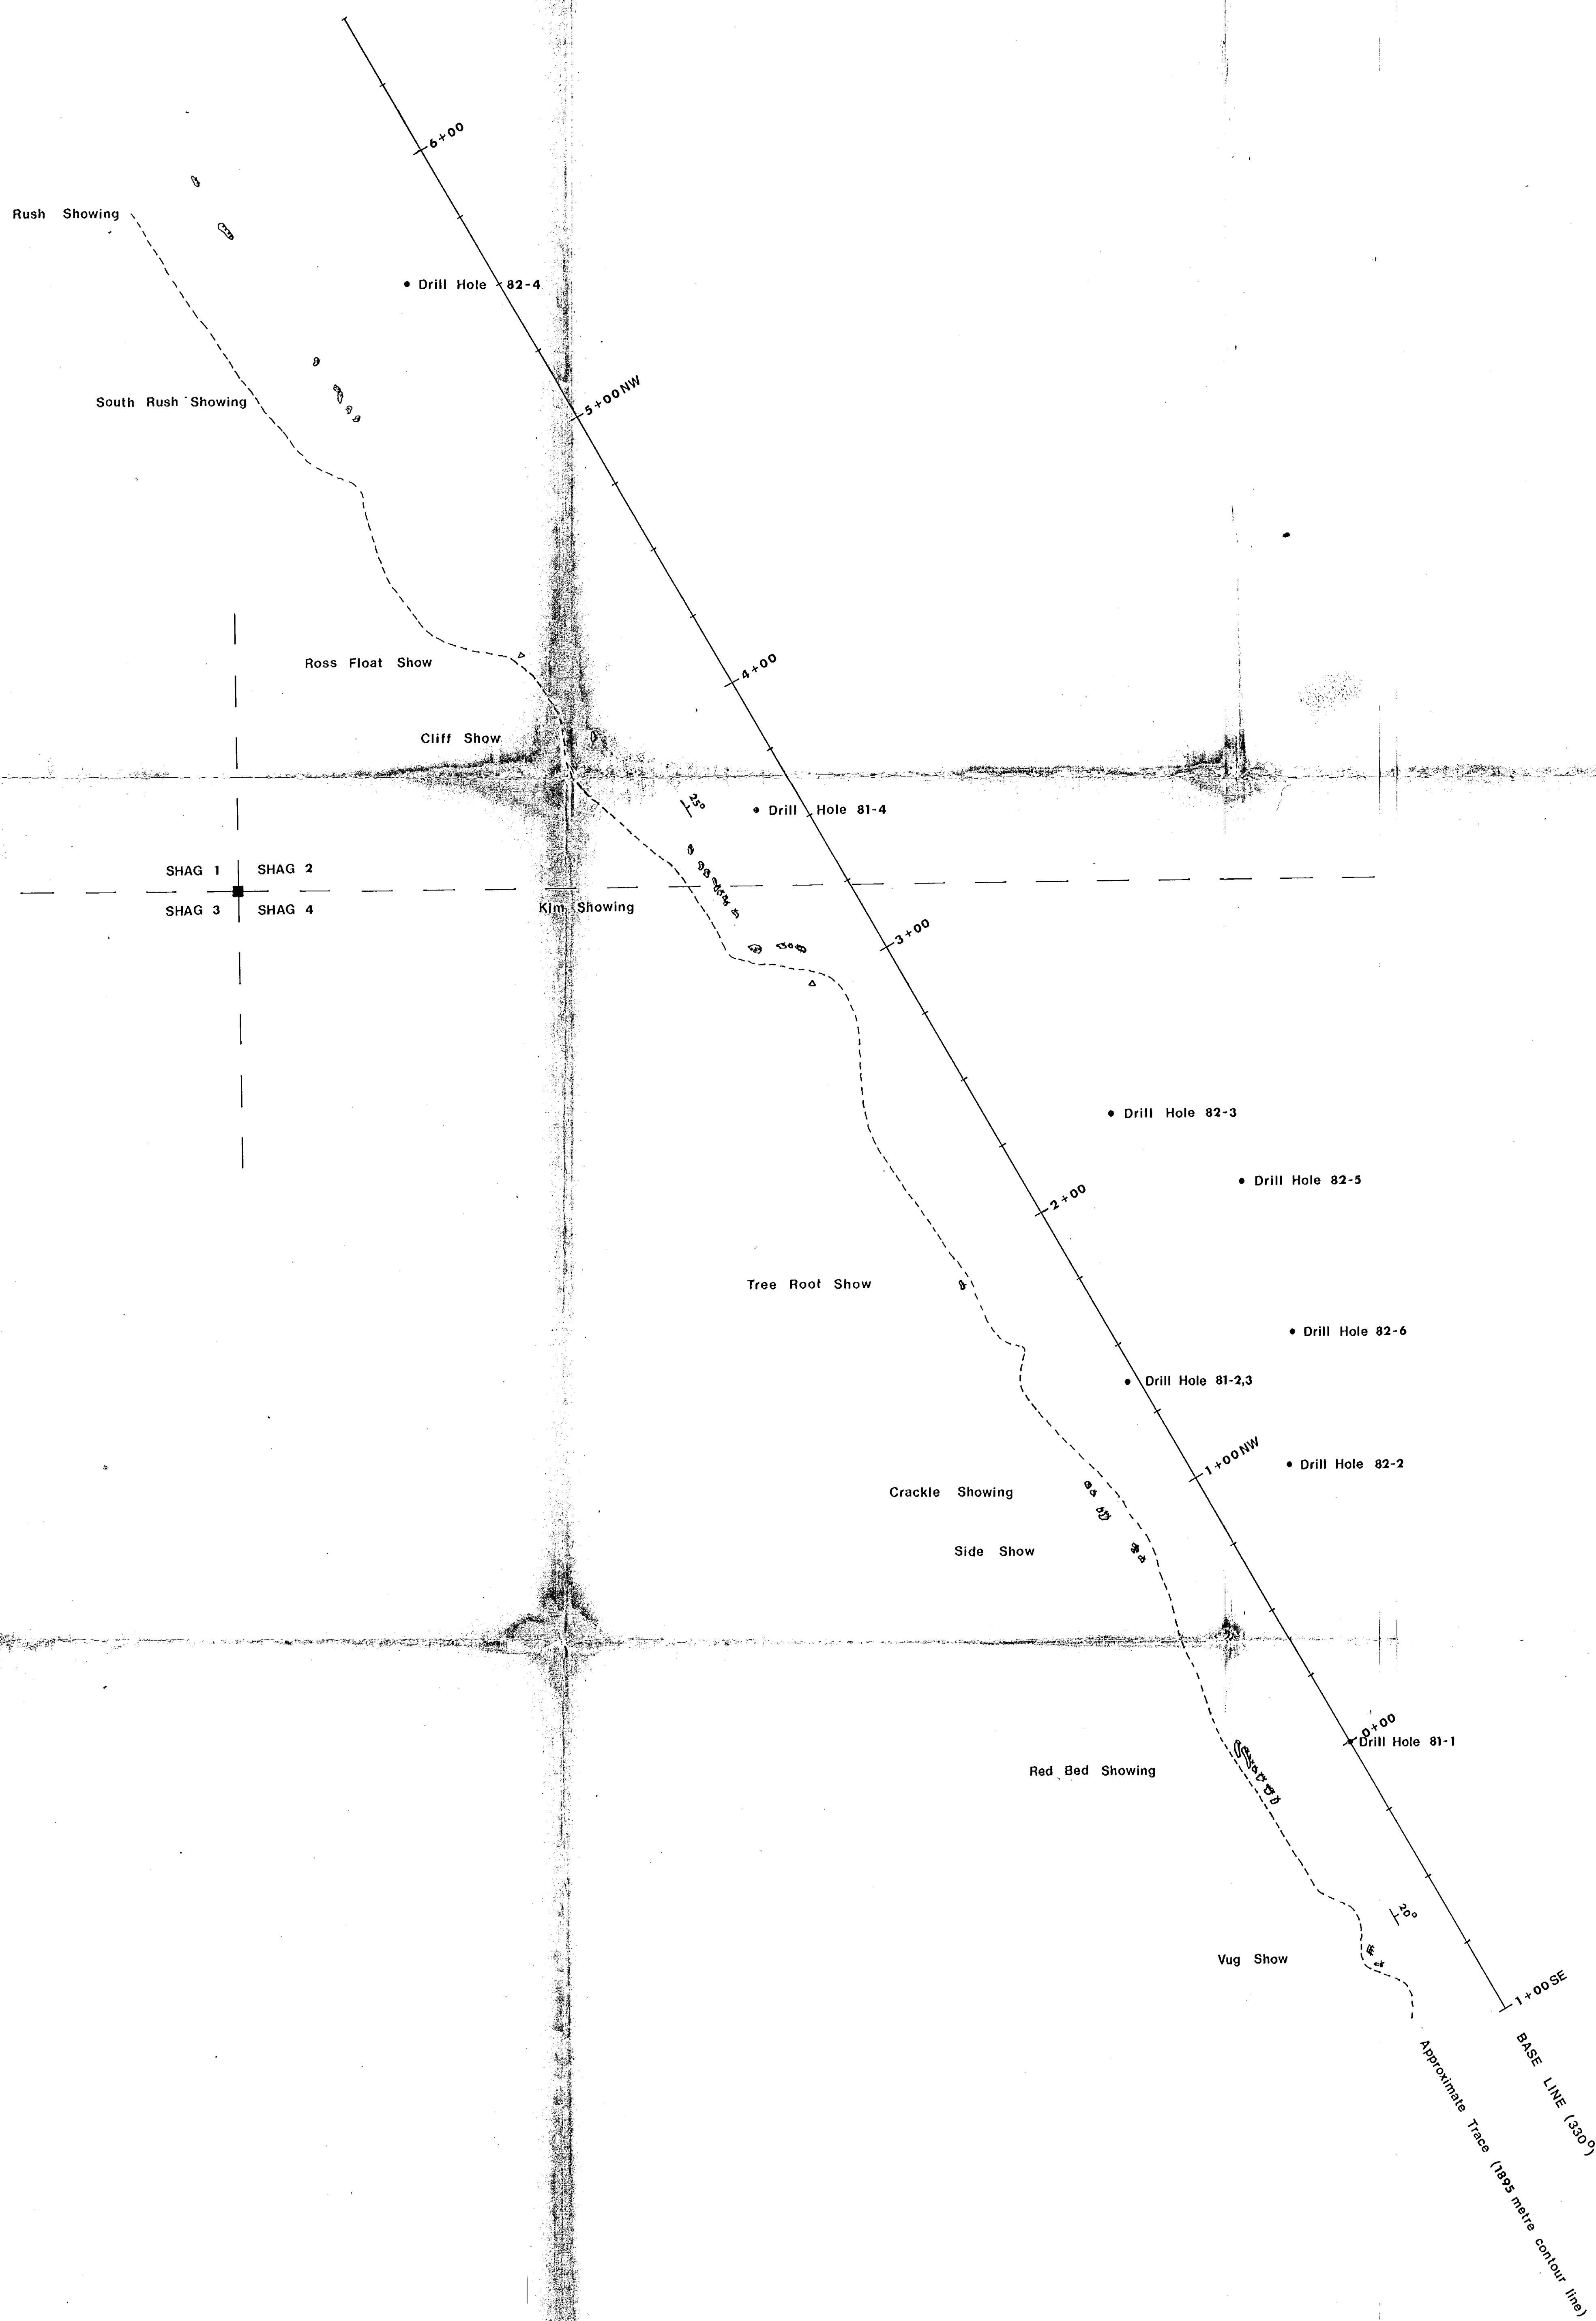 6+00
Rush Showing
Drill Hole 82-4
5+00NW
South Rush Showing
Ross Float Show
4+00
Cliff Show
25°
Drill Hole 81-4
SHAG 1
SHAG 2
SHAG 3
SHAG 4
Kim Showing
3+00
Drill Hole 82-3
Drill Hole 82-5
2+00
Tree Root Show
Drill Hole 82-6
Drill Hole 81-2,3
1+00NW
Drill Hole 82-2
Crackle Showing
Side Show
0+00
Drill Hole 81-1
Red Bed Showing
20°
Vug Show
1+00SE
BASE LINE (330°)
Approximate Trace (1895 metre contour line)